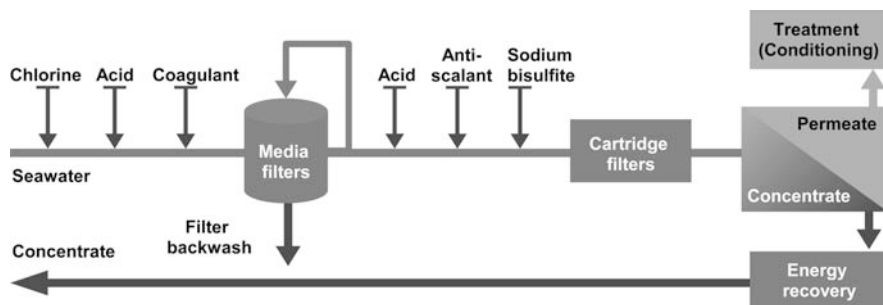 Treatment
(Conditioning)
Chlorine
Acid
Coagulant
Acid
Anti-
scalant
Sodium
bisulfite
Media
filters
Cartridge
filters
Permeate
Concentrate
Seawater
Filter
backwash
Concentrate
Energy
recovery